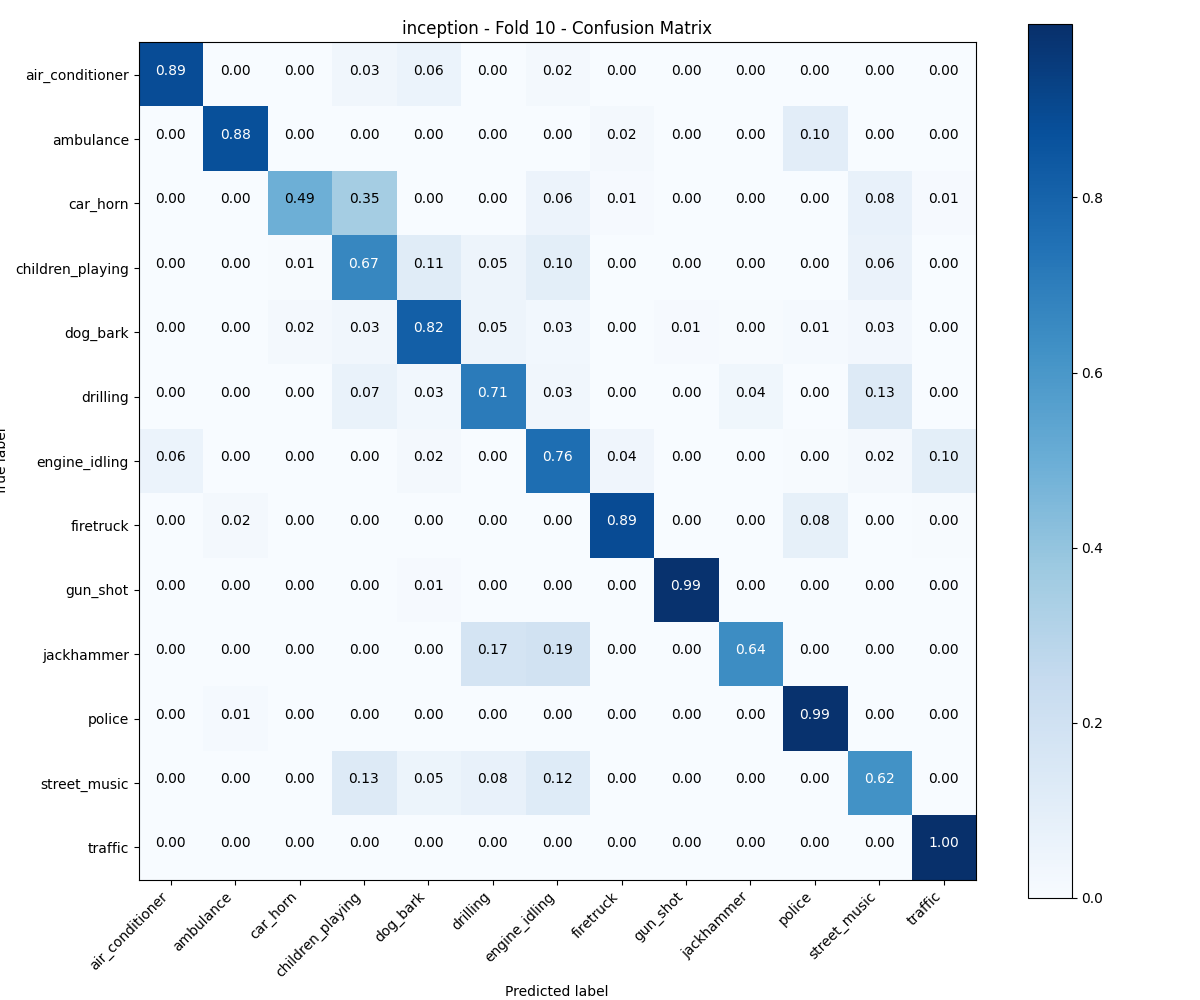 inception - Fold 10 - Confusion Matrix
air_conditioner 0.89 0.00 0.00 0.03 0.06 0.00 0.02 0.00 0.00 0.00 0.00 0.00 0.00
ambulance 0.00 0.88 0.00 0.00 0.00 0.00 0.00 0.02 0.00 0.00 0.10 0.00 0.00
car_horn 0.00 0.00 0.49 0.35 0.00 0.00 0.06 0.01 0.00 0.00 0.00 0.08 0.01
children_playing 0.00 0.00 0.01 0.67 0.11 0.05 0.10 0.00 0.00 0.00 0.00 0.06 0.00
dog_bark 0.00 0.00 0.02 0.03 0.82 0.05 0.03 0.00 0.01 0.00 0.01 0.03 0.00
drilling 0.00 0.00 0.00 0.07 0.03 0.71 0.03 0.00 0.00 0.04 0.00 0.13 0.00
engine_idling 0.06 0.00 0.00 0.00 0.02 0.00 0.76 0.04 0.00 0.00 0.00 0.02 0.10
firetruck 0.00 0.02 0.00 0.00 0.00 0.00 0.00 0.89 0.00 0.00 0.08 0.00 0.00
gun_shot 0.00 0.00 0.00 0.00 0.01 0.00 0.00 0.00 0.99 0.00 0.00 0.00 0.00
jackhammer 0.00 0.00 0.00 0.00 0.00 0.17 0.19 0.00 0.00 0.64 0.00 0.00 0.00
police 0.00 0.01 0.00 0.00 0.00 0.00 0.00 0.00 0.00 0.00 0.99 0.00 0.00
street_music 0.00 0.00 0.00 0.13 0.05 0.08 0.12 0.00 0.00 0.00 0.00 0.62 0.00
traffic 0.00 0.00 0.00 0.00 0.00 0.00 0.00 0.00 0.00 0.00 0.00 0.00 1.00
air_conditioner ambulance car_horn children_playing dog_bark drilling engine_idling firetruck gun_shot jackhammer police street_music traffic
Predicted label
label
0.8
0.6
0.4
0.2
0.0